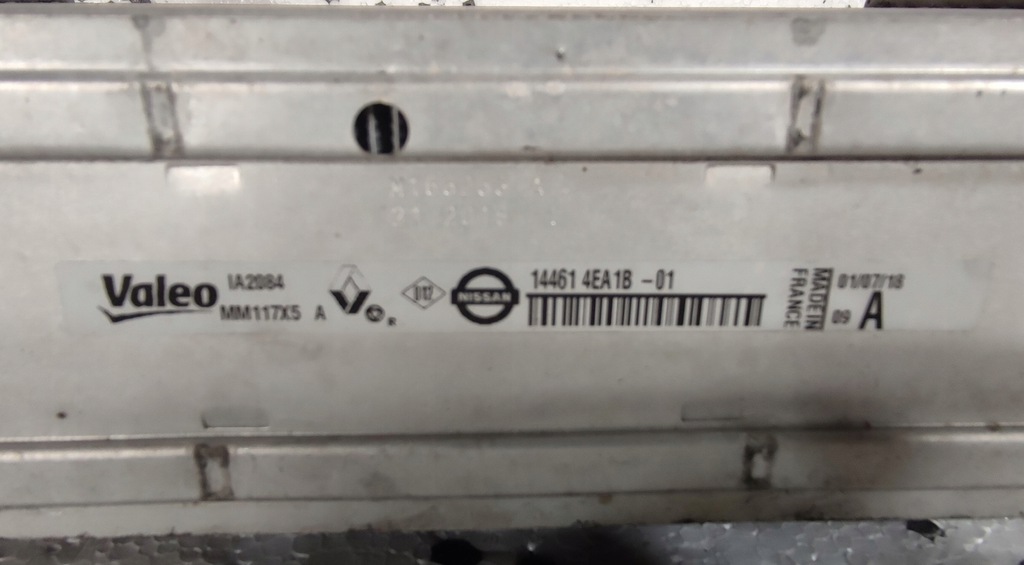 Valeo
IA2084
MM117X5 A
R
NISSAN
14461 4EA1B -01
MADE IN
FRANCE
01/07/18
09 A